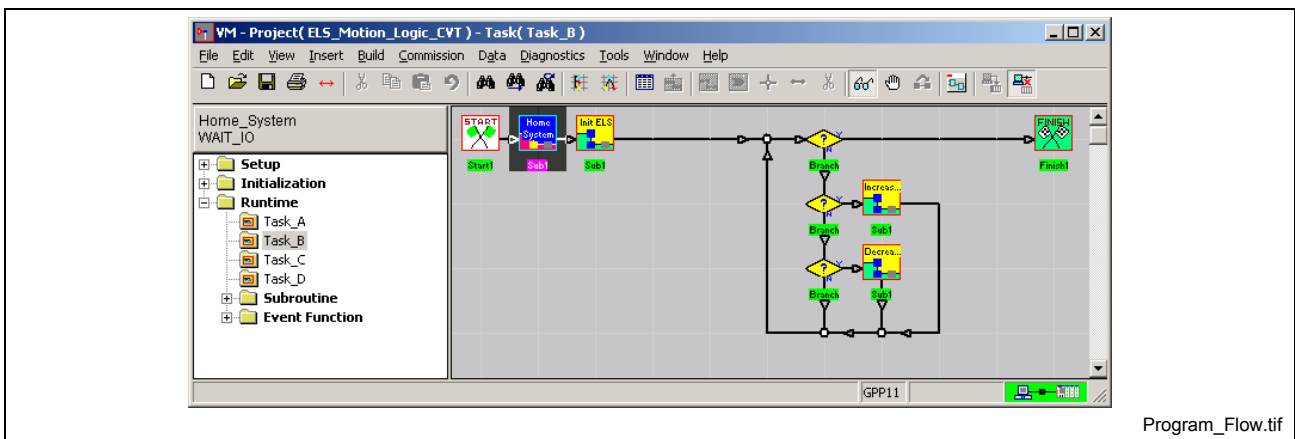 VM - Project( ELS_Motion_Logic_CVT ) - Task( Task_B )
File Edit View Insert Build Commission Data Diagnostics Tools Window Help
Home_System
WAIT_IO
Setup
Initialization
Runtime
Task_A
Task_B
Task_C
Task_D
Subroutine
Event Function
START
Home System
Init ELS
?
Y
N
FINISH
Start1
Sub1
Sub1
Branch
Finish1
Increas...
?
Y
N
Branch
Sub1
Decrea...
?
Y
N
Branch
Sub1
GPP11
Program_Flow.tif